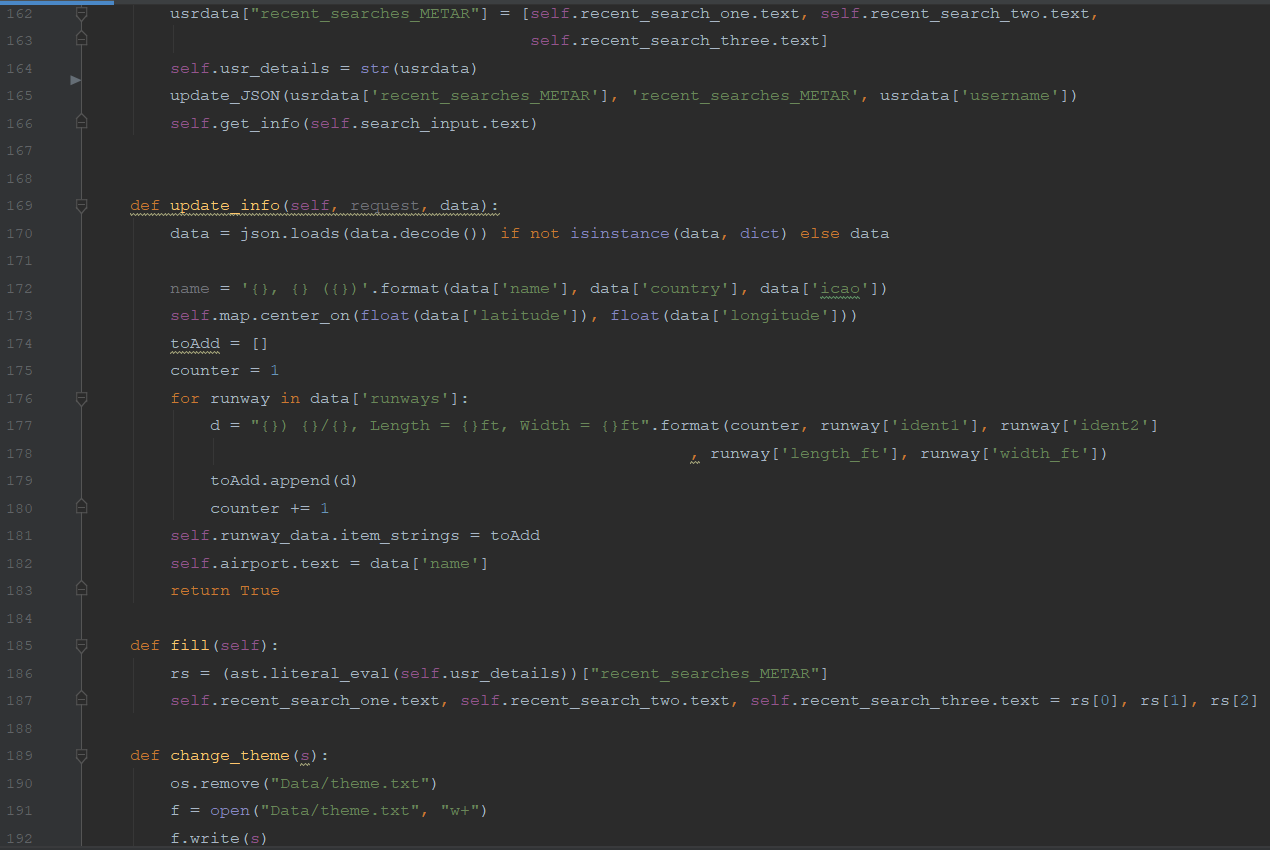 162 usrdata["recent_searches_METAR"] = [self.recent_search_one.text, self.recent_search_two.text,
163 self.recent_search_three.text]
164 self.usr_details = str(usrdata)
165 update_JSON(usrdata['recent_searches_METAR'], 'recent_searches_METAR', usrdata['username'])
166 self.get_info(self.search_input.text)
167
168
169 def update_info(self, request, data):
170 data = json.loads(data.decode()) if not isinstance(data, dict) else data
171
172 name = '{}, {} ({})'.format(data['name'], data['country'], data['icao'])
173 self.map.center_on(float(data['latitude']), float(data['longitude']))
174 toAdd = []
175 counter = 1
176 for runway in data['runways']:
177 d = "{}) {}/{}, Length = {}ft, Width = {}ft".format(counter, runway['ident1'], runway['ident2']
178 , runway['length_ft'], runway['width_ft'])
179 toAdd.append(d)
180 counter += 1
181 self.runway_data.item_strings = toAdd
182 self.airport.text = data['name']
183 return True
184
185 def fill(self):
186 rs = (ast.literal_eval(self.usr_details))["recent_searches_METAR"]
187 self.recent_search_one.text, self.recent_search_two.text, self.recent_search_three.text = rs[0], rs[1], rs[2]
188
189 def change_theme(s):
190 os.remove("Data/theme.txt")
191 f = open("Data/theme.txt", "w+")
192 f.write(s)